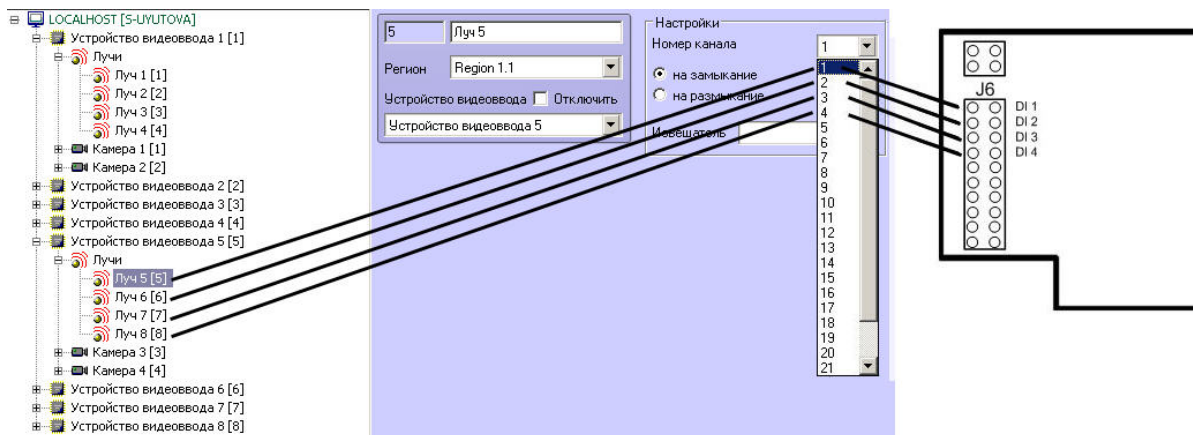 LOCALHOST [S-UYUTOVA]
Устройство видеоввода 1 [1]
Лучи
Луч 1 [1]
Луч 2 [2]
Луч 3 [3]
Луч 4 [4]
Камера 1 [1]
Камера 2 [2]
Устройство видеоввода 2 [2]
Устройство видеоввода 3 [3]
Устройство видеоввода 4 [4]
Устройство видеоввода 5 [5]
Лучи
Луч 5 [5]
Луч 6 [6]
Луч 7 [7]
Луч 8 [8]
Камера 3 [3]
Камера 4 [4]
Устройство видеоввода 6 [6]
Устройство видеоввода 7 [7]
Устройство видеоввода 8 [8]
5 Луч 5
Регион Region 1.1
Устройство видеоввода Отключить
Устройство видеоввода 5
Настройки
Номер канала 1
на замыкание
на размыкание
Извещатель
1
2
3
4
5
6
7
8
9
10
11
12
13
14
15
16
17
18
19
20
21
J6
DI 1
DI 2
DI 3
DI 4